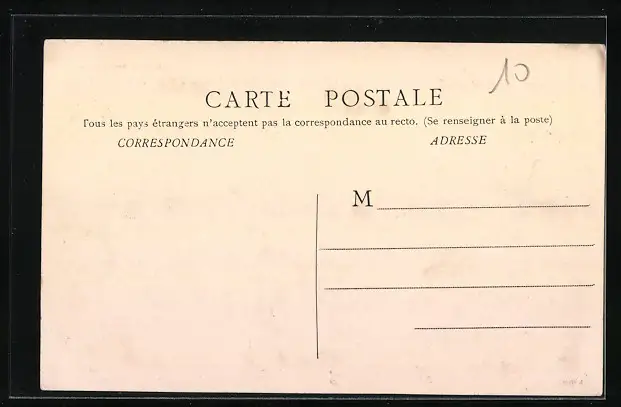 10
CARTE POSTALE
Tous les pays étrangers n'acceptent pas la correspondance au recto. (Se renseigner à la poste)
CORRESPONDANCE ADRESSE
M